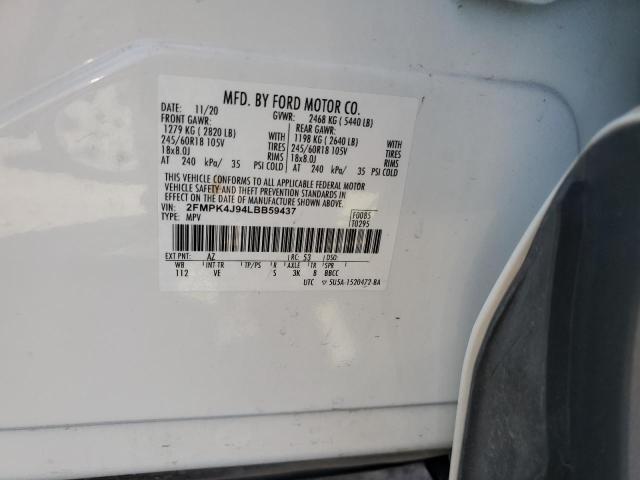 MFD. BY FORD MOTOR CO.
DATE: 11/20 GVWR: 2468 KG ( 5440 LB)
FRONT GAWR: REAR GAWR:
1279 KG ( 2820 LB) 1198 KG ( 2640 LB)
245/60R18 105V TIRES 245/60R18 105V TIRES
18x8.0J RIMS 18x8.0J RIMS
AT 240 kPa/ 35 PSI COLD AT 240 kPa/ 35 PSI COLD
THIS VEHICLE CONFORMS TO ALL APPLICABLE FEDERAL MOTOR
VEHICLE SAFETY AND THEFT PREVENTION STANDARDS IN
EFFECT ON THE DATE OF MANUFACTURE SHOWN ABOVE.
VIN: 2FMPK4J94LBB59437 F0085
TYPE: MPV T0295
EXT PNT: AZ RC: 53 DSO:
WB INT TR TP/PS R AXLE TR SPR
112 VE S 3K B BBCC
UTC 5U5A-1520472-BA